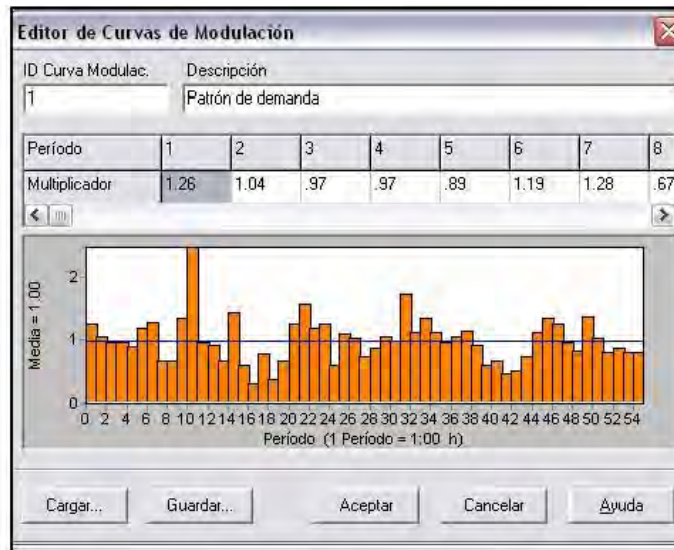 Editor de Curvas de Modulación
ID Curva Modulac. Descripción
1 Patrón de demanda
Período 1 2 3 4 5 6 7 8
Multiplicador 1.26 1.04 .97 .97 .89 1.19 1.28 .67
Media = 1.00
2
1
0
0 2 4 6 8 10 12 14 16 18 20 22 24 26 28 30 32 34 36 38 40 42 44 46 48 50 52 54
Período (1 Período = 1:00 h)
Cargar... Guardar... Aceptar Cancelar Ayuda